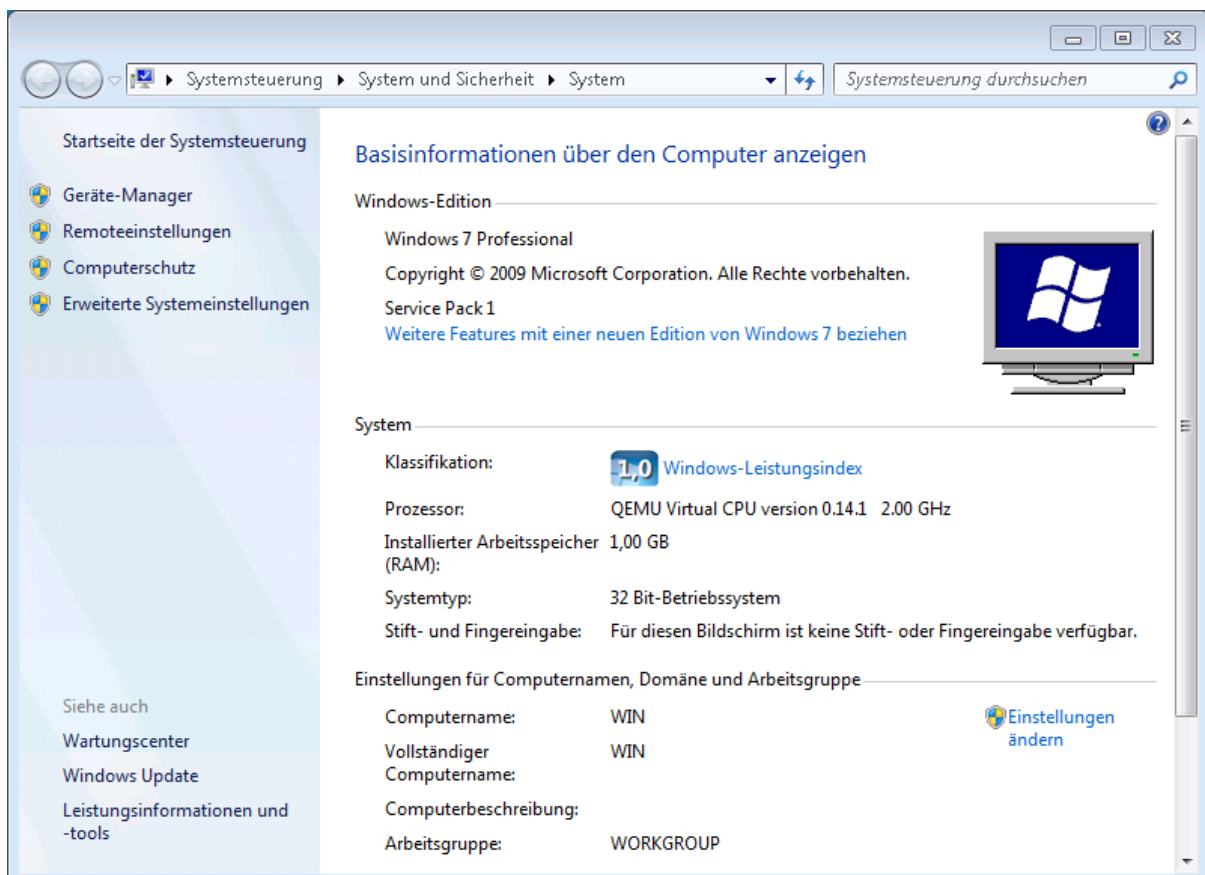 Systemsteuerung System und Sicherheit System Systemsteuerung durchsuchen
Startseite der Systemsteuerung
Geräte-Manager
Remoteeinstellungen
Computerschutz
Erweiterte Systemeinstellungen
Siehe auch
Wartungscenter
Windows Update
Leistungsinformationen und
-tools
Basisinformationen über den Computer anzeigen
Windows-Edition
Windows 7 Professional
Copyright © 2009 Microsoft Corporation. Alle Rechte vorbehalten.
Service Pack 1
Weitere Features mit einer neuen Edition von Windows 7 beziehen
System
Klassifikation: 1,0 Windows-Leistungsindex
Prozessor: QEMU Virtual CPU version 0.14.1 2.00 GHz
Installierter Arbeitsspeicher 1,00 GB
(RAM):
Systemtyp: 32 Bit-Betriebssystem
Stift- und Fingereingabe: Für diesen Bildschirm ist keine Stift- oder Fingereingabe verfügbar.
Einstellungen für Computernamen, Domäne und Arbeitsgruppe
Computername: WIN Einstellungen
ändern
Vollständiger WIN
Computername:
Computerbeschreibung:
Arbeitsgruppe: WORKGROUP